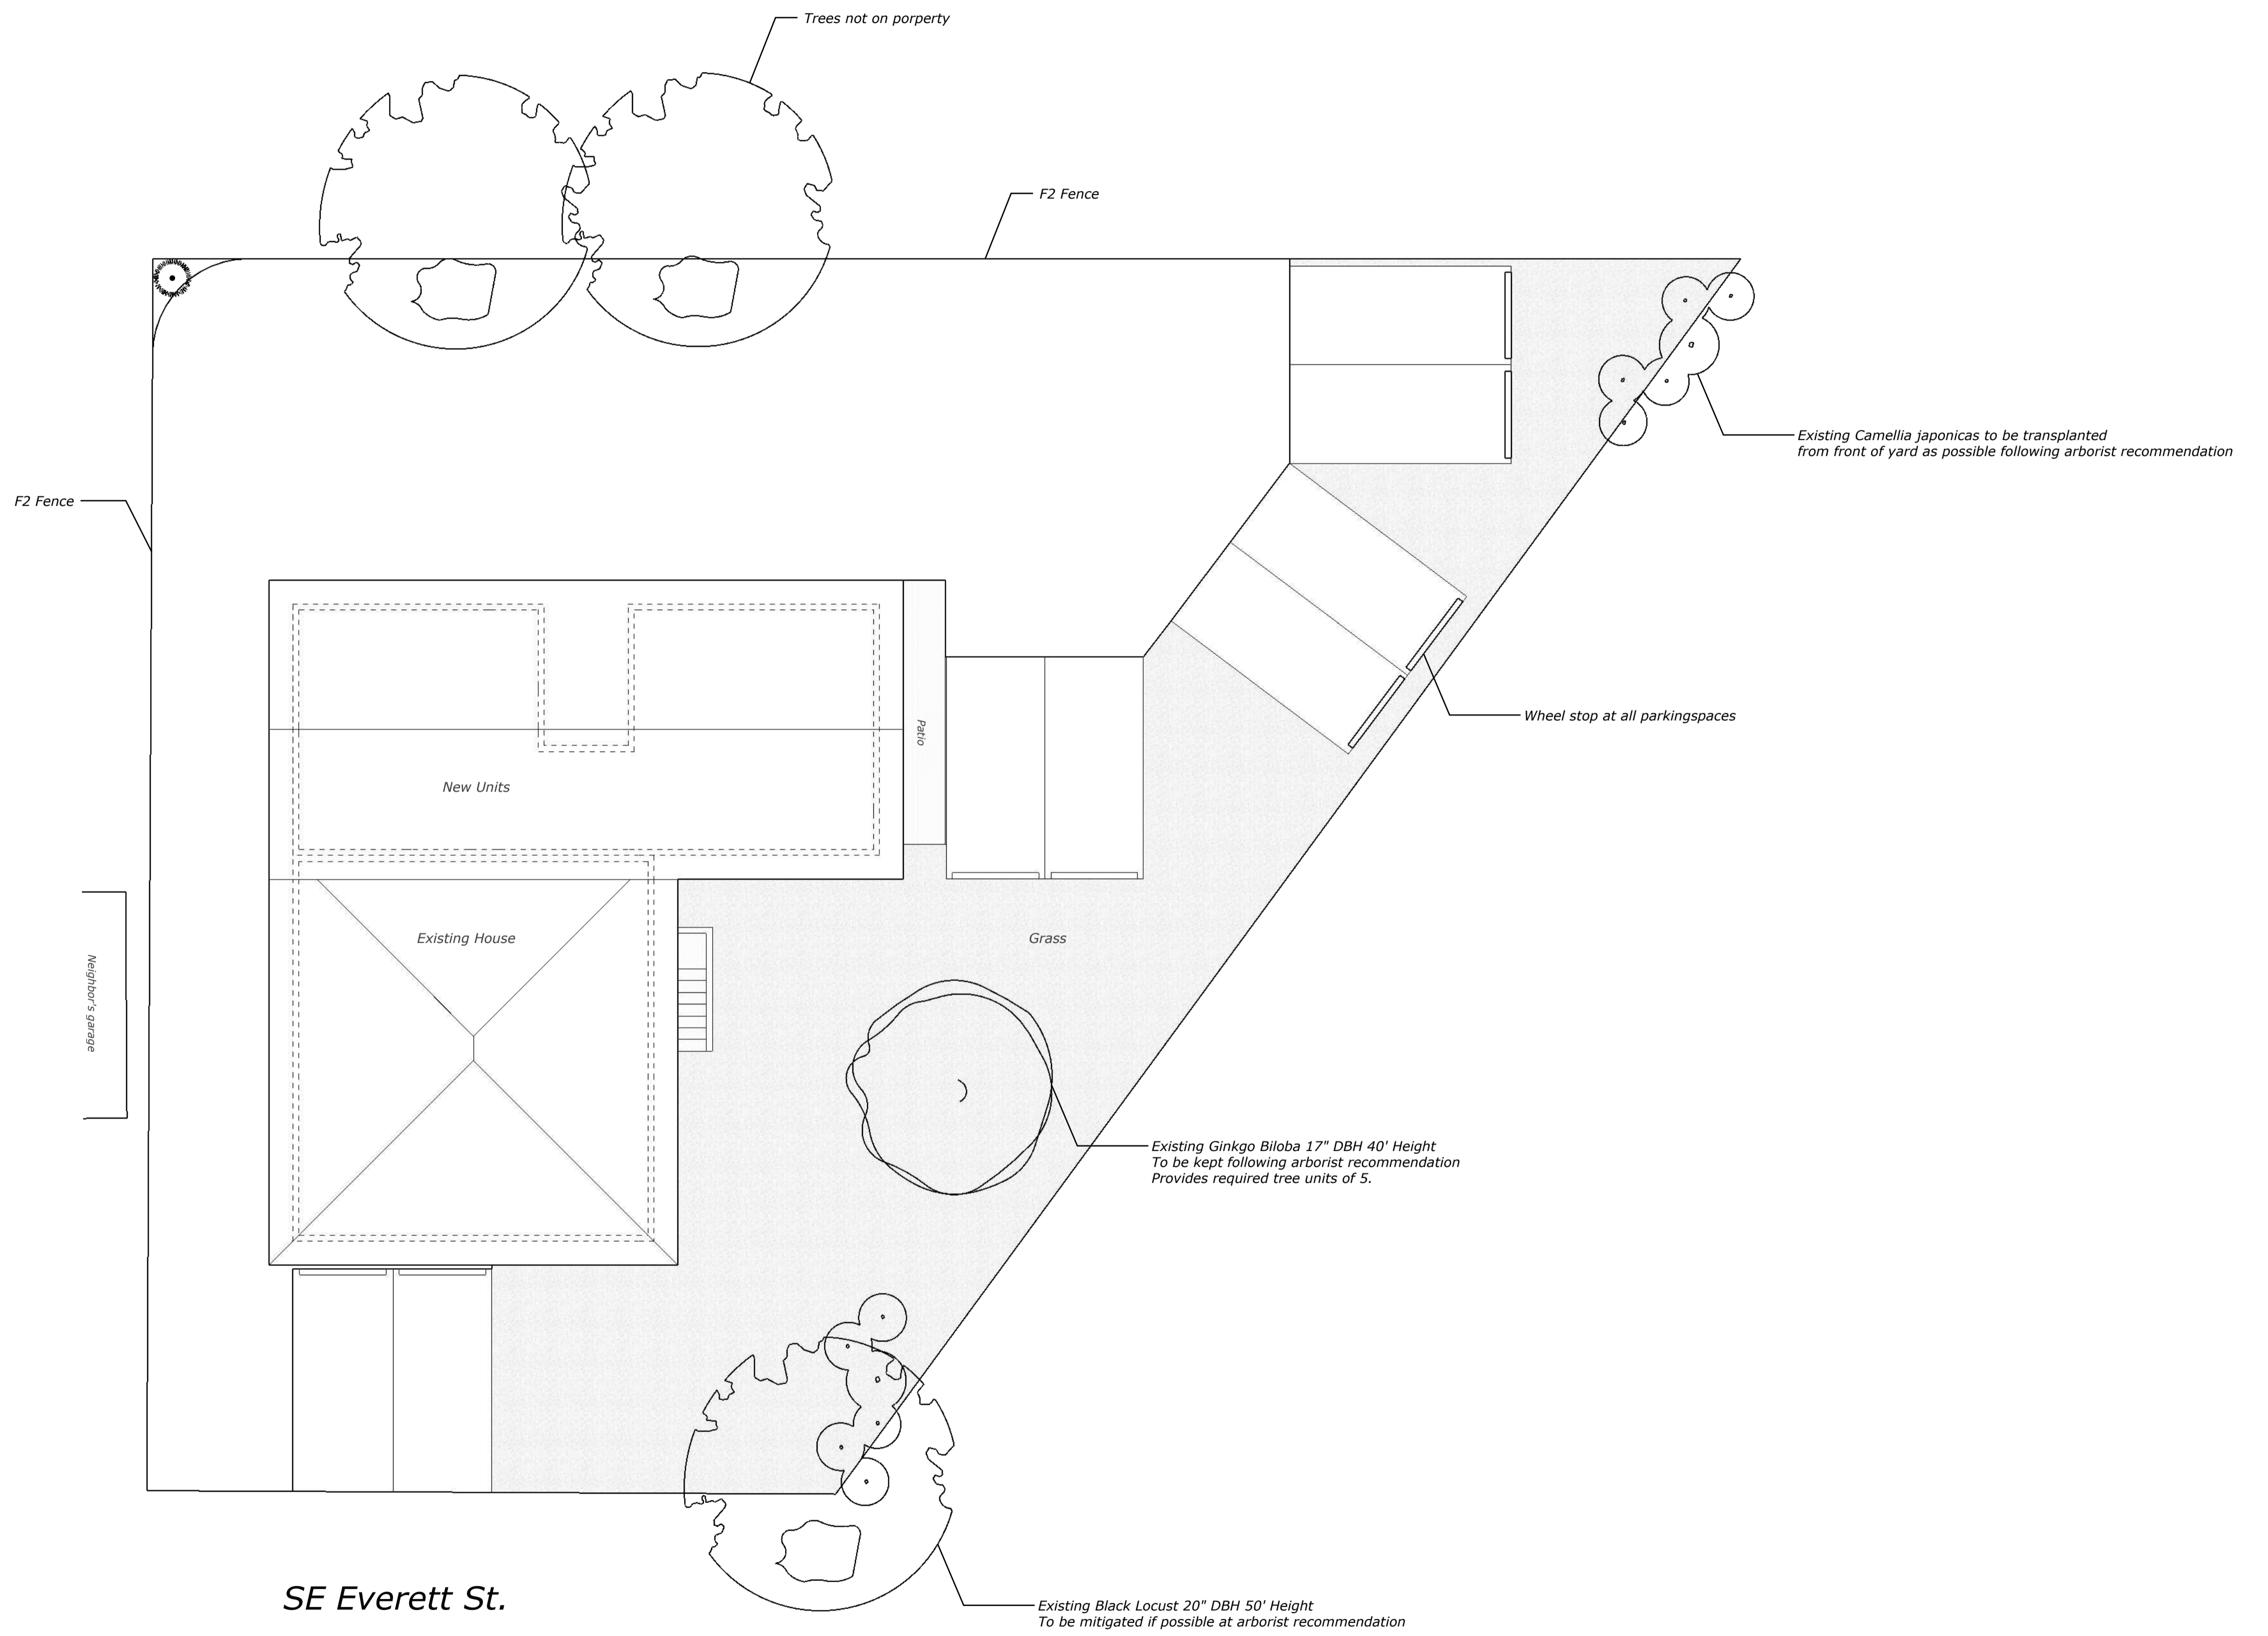 Trees not on porperty
F2 Fence
Existing Camellia japonicas to be transplanted
from front of yard as possible following arborist recommendation
F2 Fence
Wheel stop at all parkingspaces
Patio
New Units
Existing House
Grass
Neighbor's garage
Existing Ginkgo Biloba 17" DBH 40' Height
To be kept following arborist recommendation
Provides required tree units of 5.
SE Everett St.
Existing Black Locust 20" DBH 50' Height
To be mitigated if possible at arborist recommendation